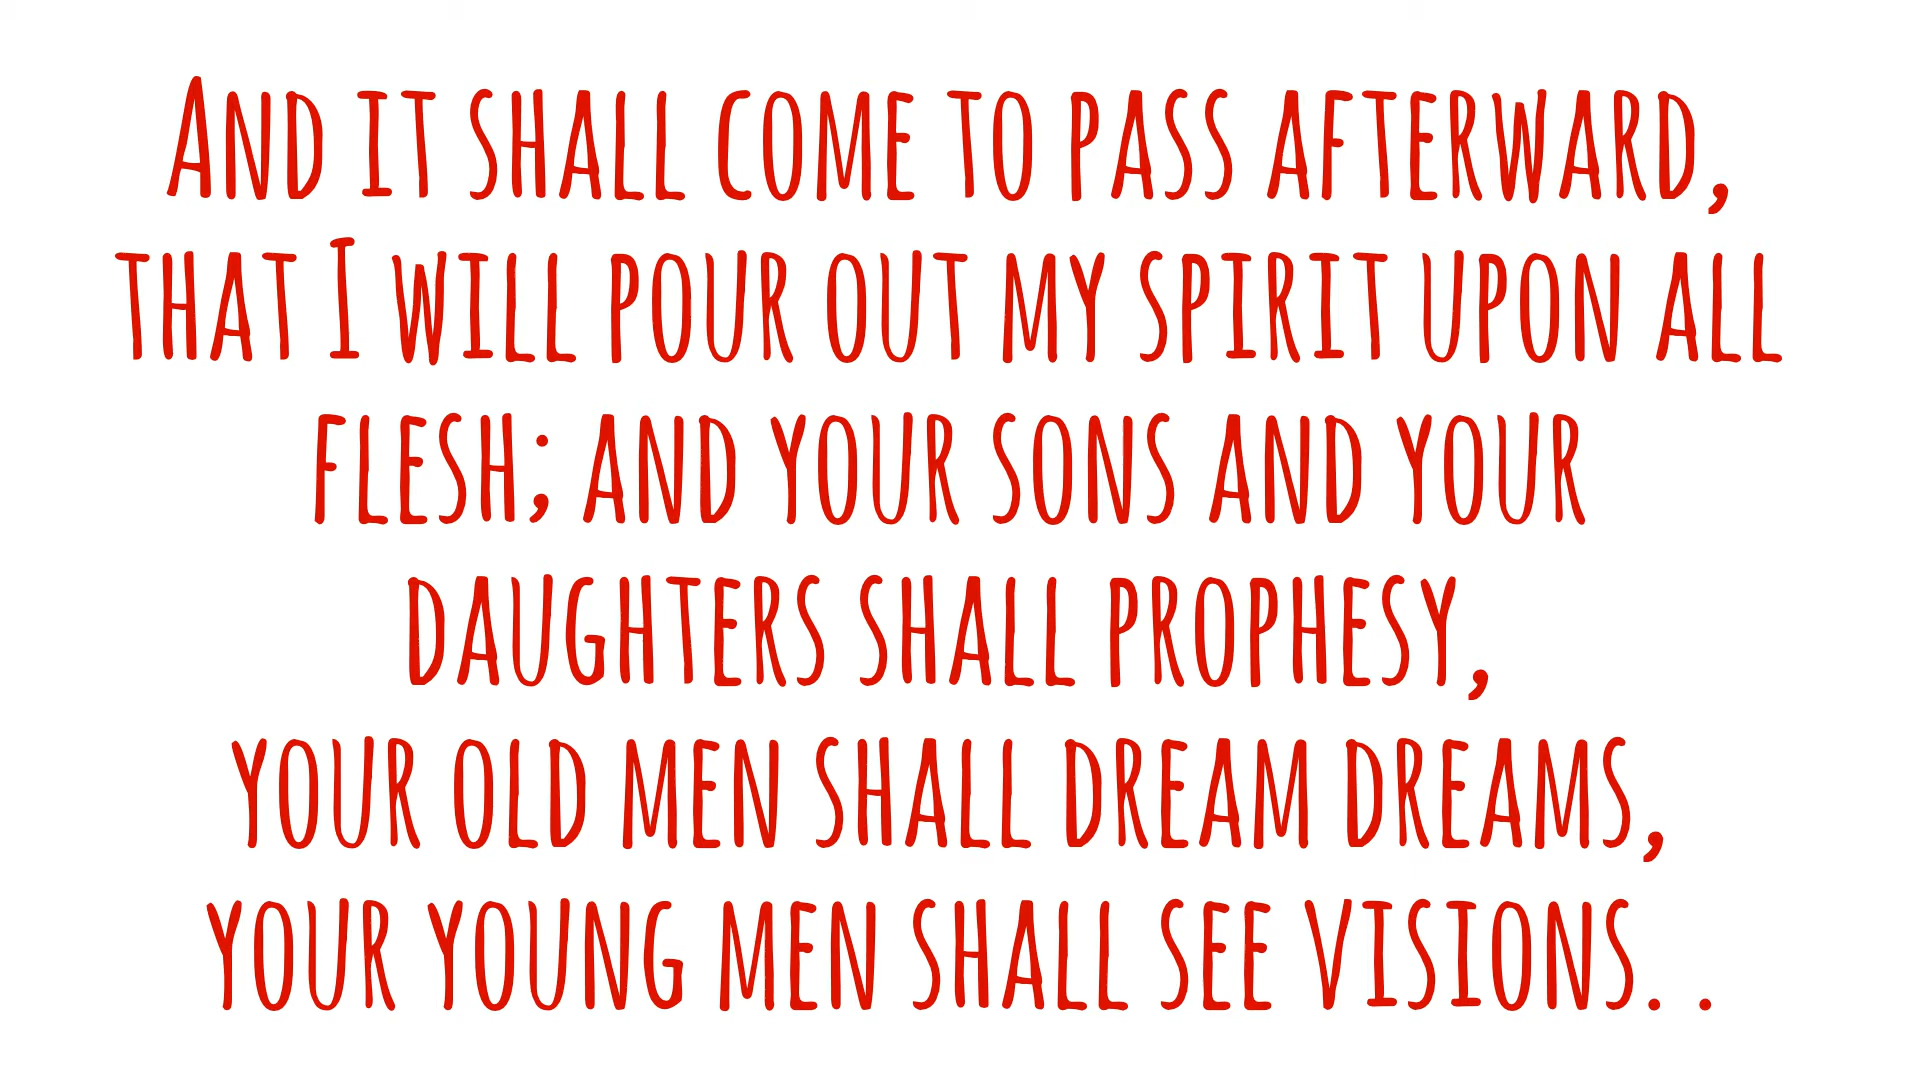 And it shall come to pass afterward,
that I will pour out my spirit upon all
flesh; and your sons and your
daughters shall prophesy,
your old men shall dream dreams,
your young men shall see visions. .